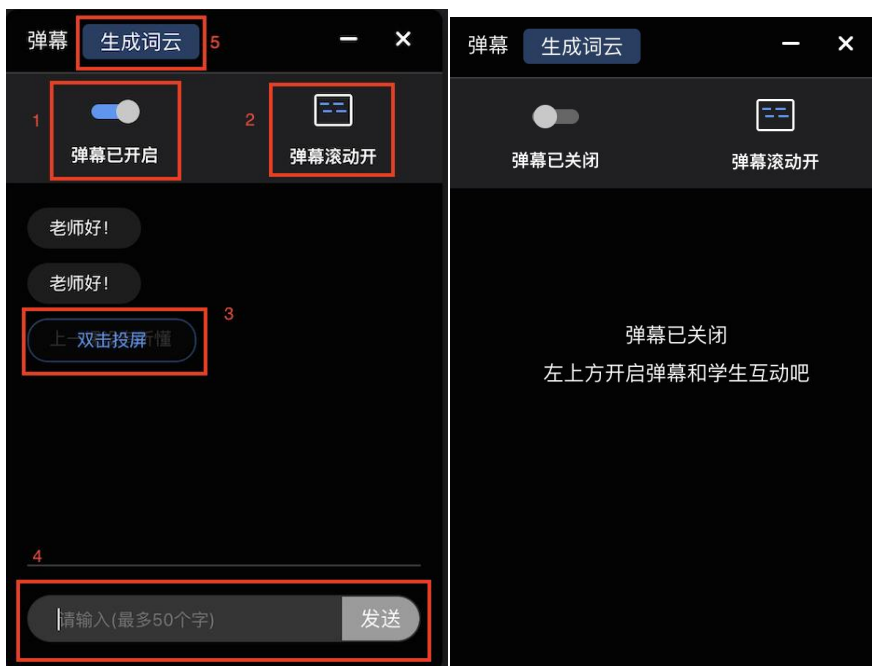 弹幕 生成词云 5
1 2
弹幕已开启 弹幕滚动开
老师好!
老师好!
3
上一 双击投屏 听懂
4
请输入(最多50个字) 发送
弹幕 生成词云
弹幕已关闭 弹幕滚动开
弹幕已关闭
左上方开启弹幕和学生互动吧